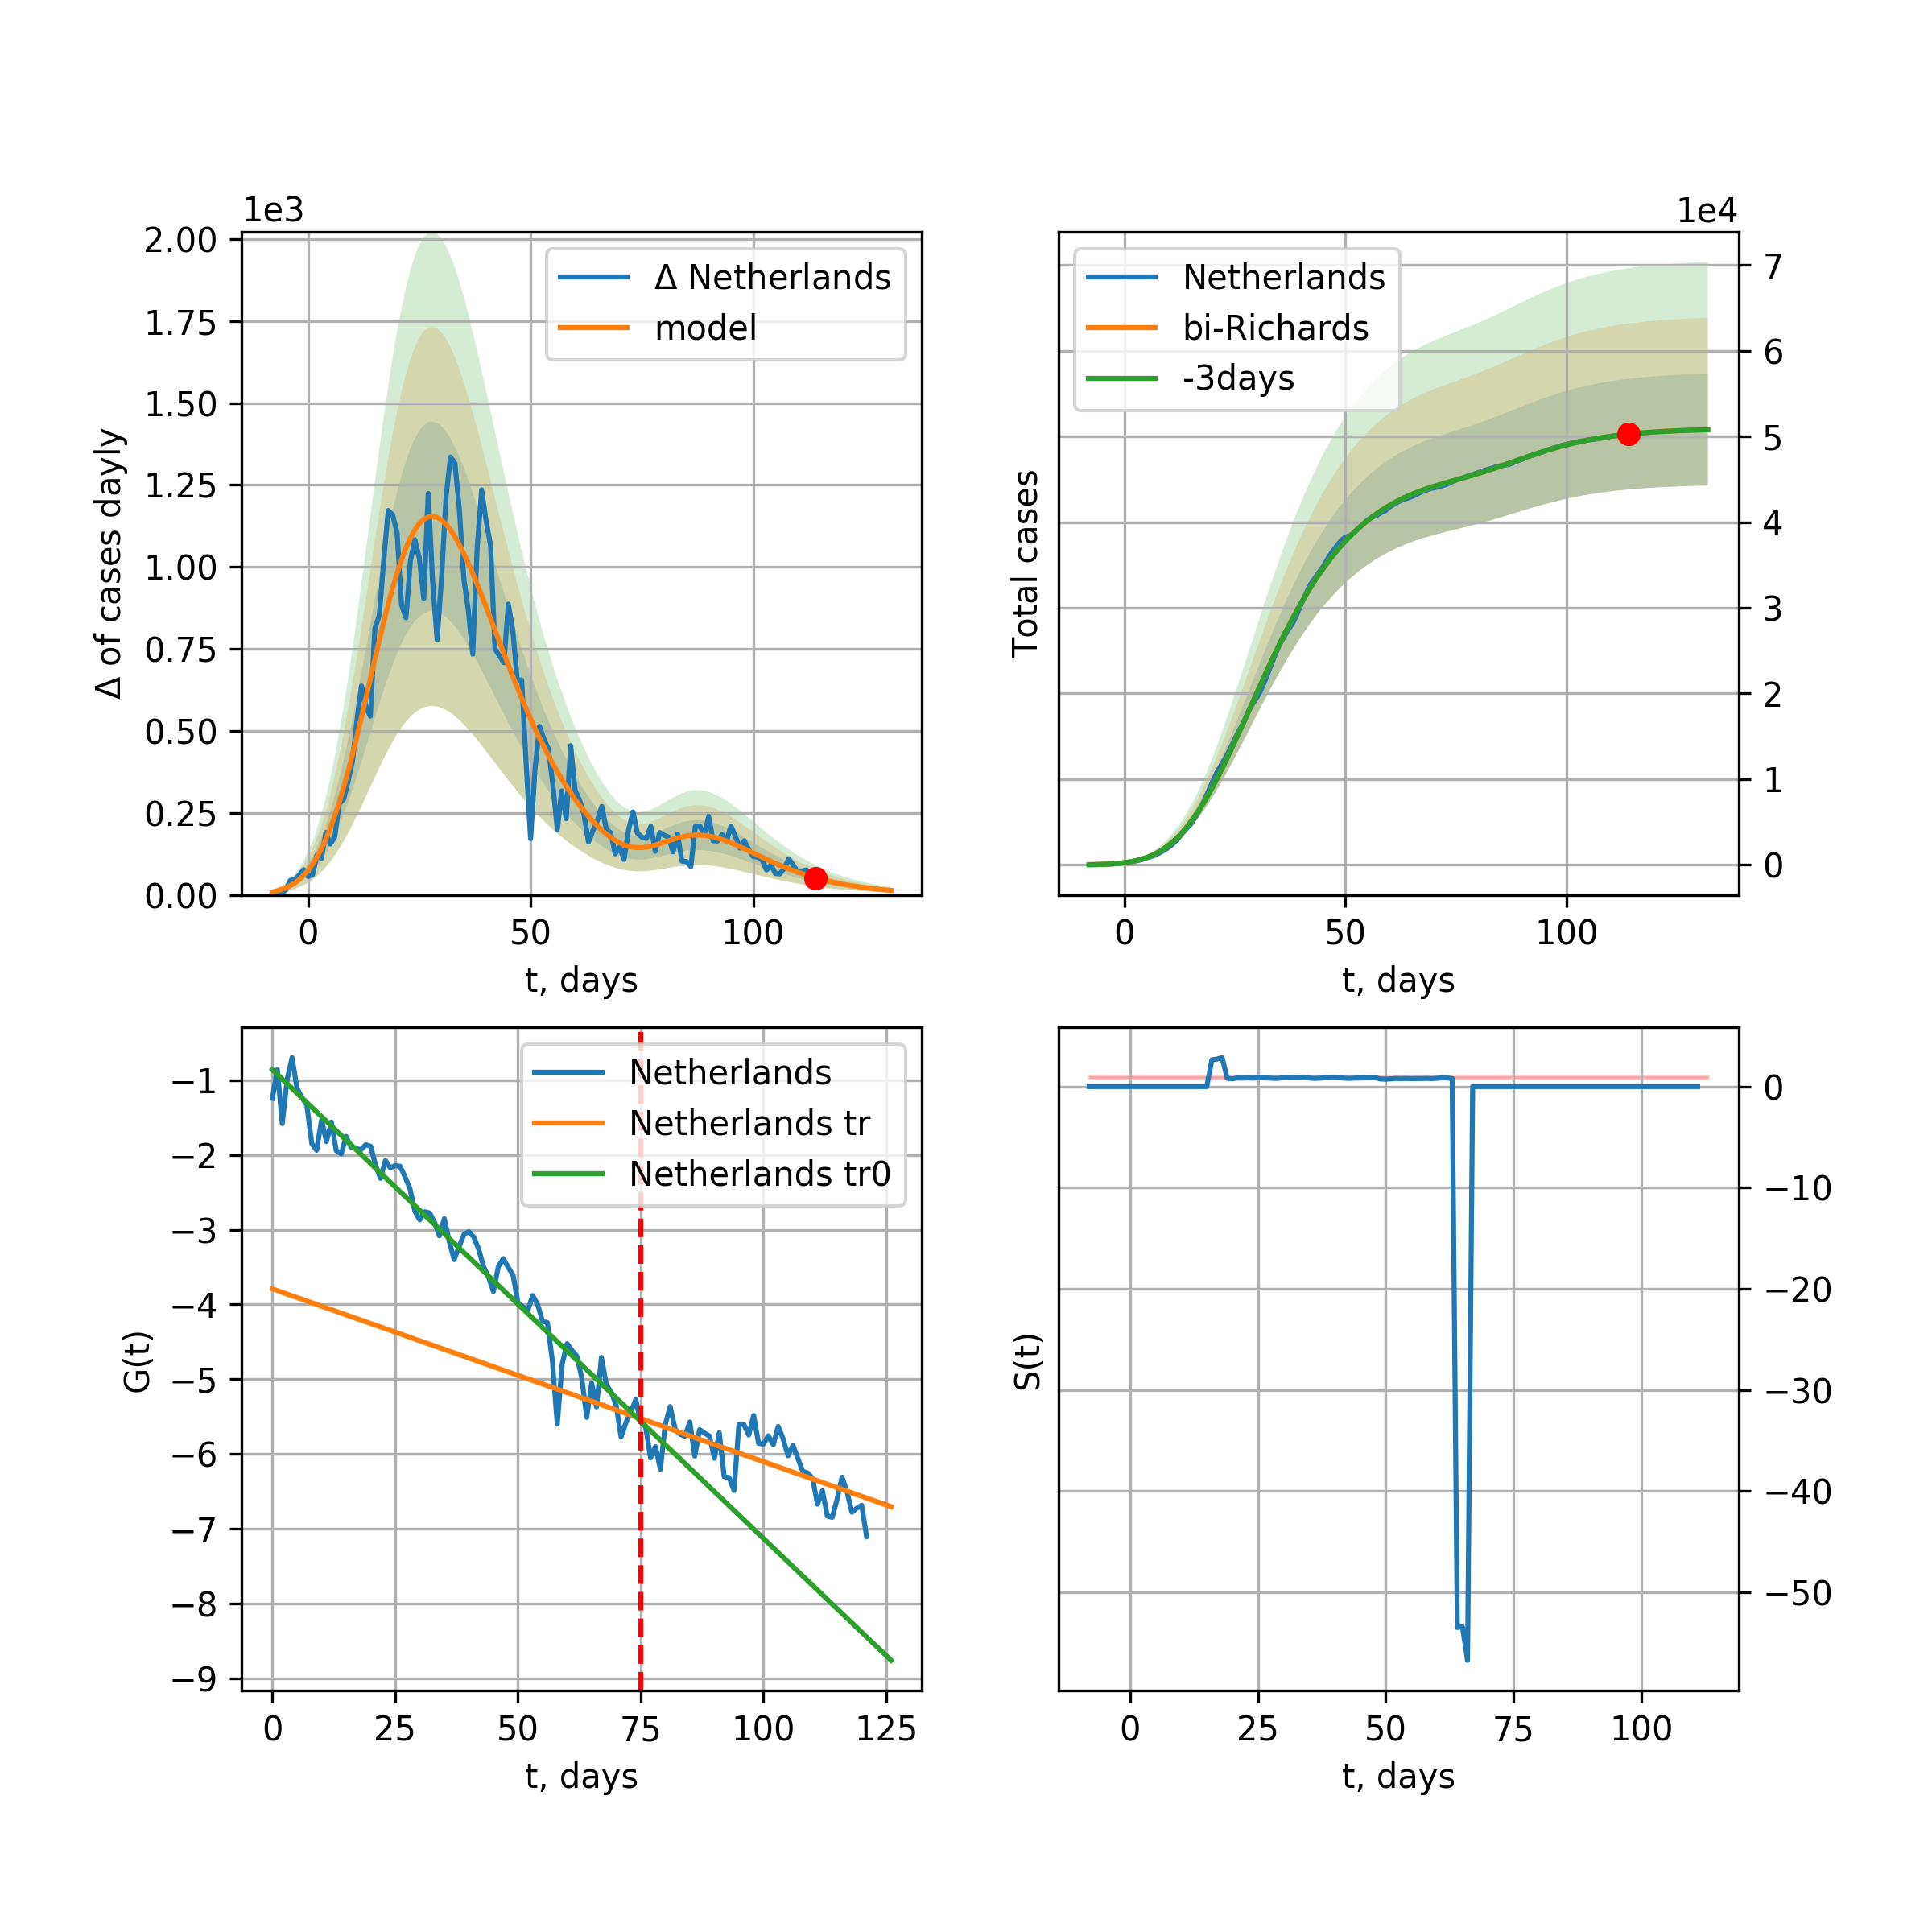 1e3
2.00
1.75
1.50
1.25
1.00
0.75
0.50
0.25
0.00
Δ of cases dayly
Δ Netherlands
model
0 50 100
t, days
1e4
Netherlands
bi-Richards
-3days
Total cases
7
6
5
4
3
2
1
0
0 50 100
t, days
−1
−2
−3
−4
−5
−6
−7
−8
−9
G(t)
Netherlands
Netherlands tr
Netherlands tr0
0 25 50 75 100 125
t, days
S(t)
0
−10
−20
−30
−40
−50
0 25 50 75 100
t, days